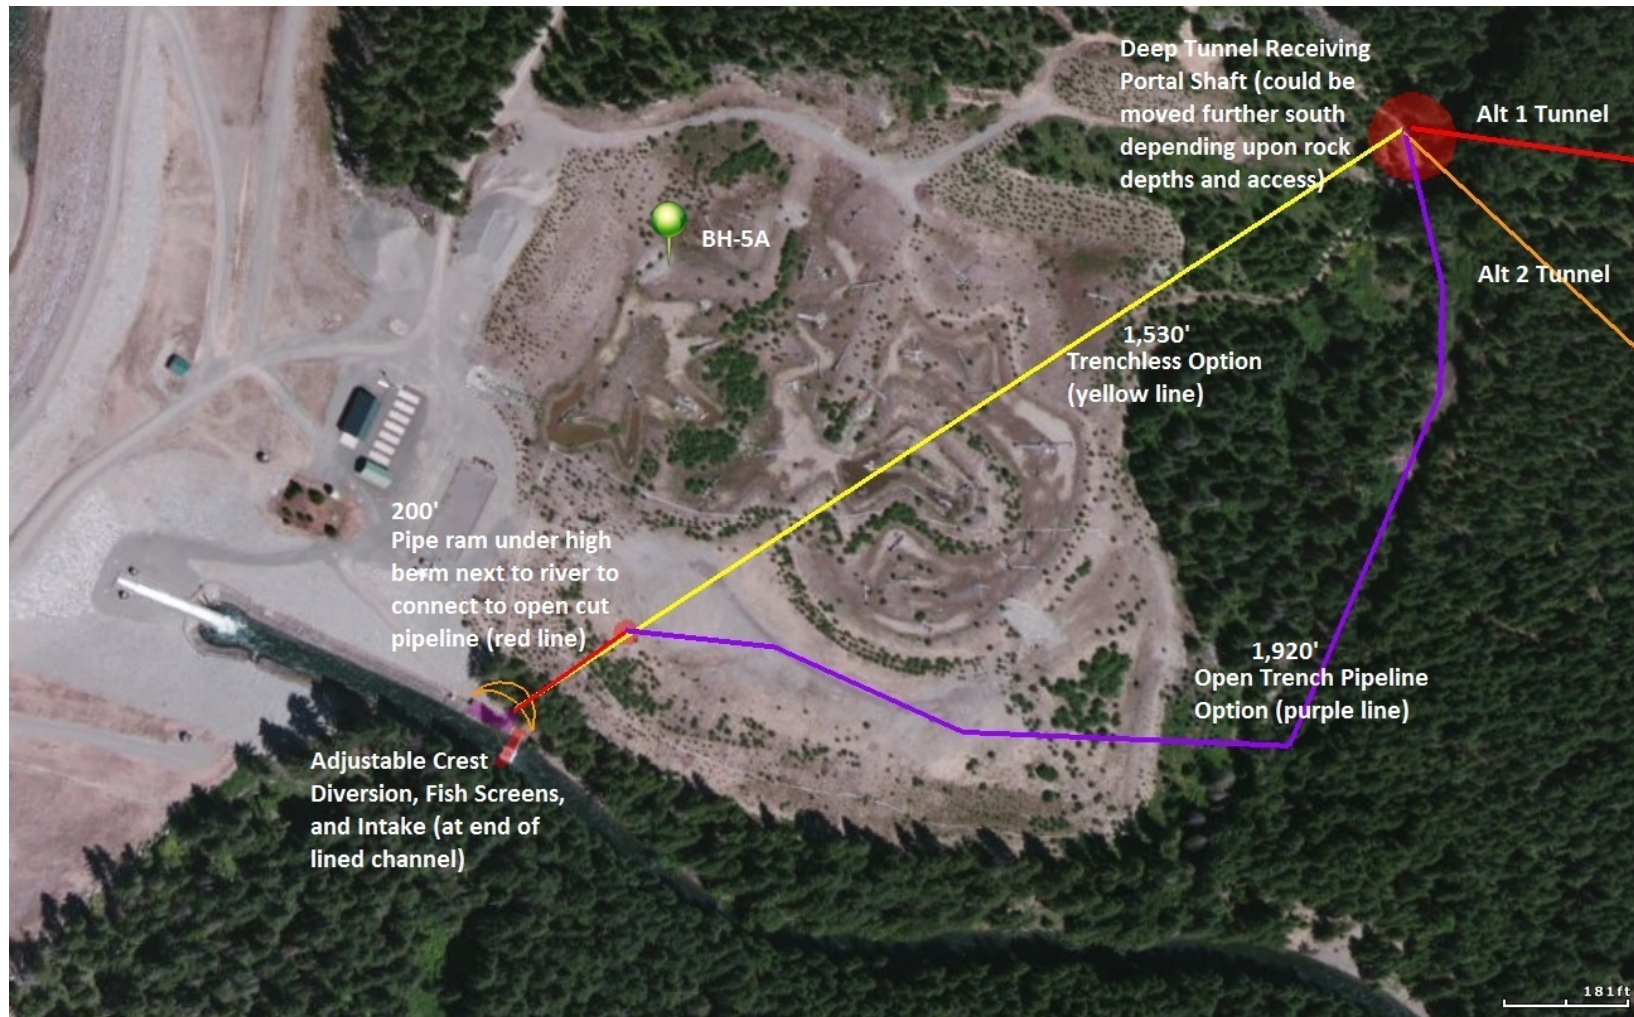 Deep Tunnel Receiving
Portal Shaft (could be
moved further south
depending upon rock
depths and access)
Alt 1 Tunnel
BH-5A
Alt 2 Tunnel
1,530'
Trenchless Option
(yellow line)
200'
Pipe ram under high
berm next to river to
connect to open cut
pipeline (red line)
1,920'
Open Trench Pipeline
Option (purple line)
Adjustable Crest
Diversion, Fish Screens,
and Intake (at end of
lined channel)
181ft